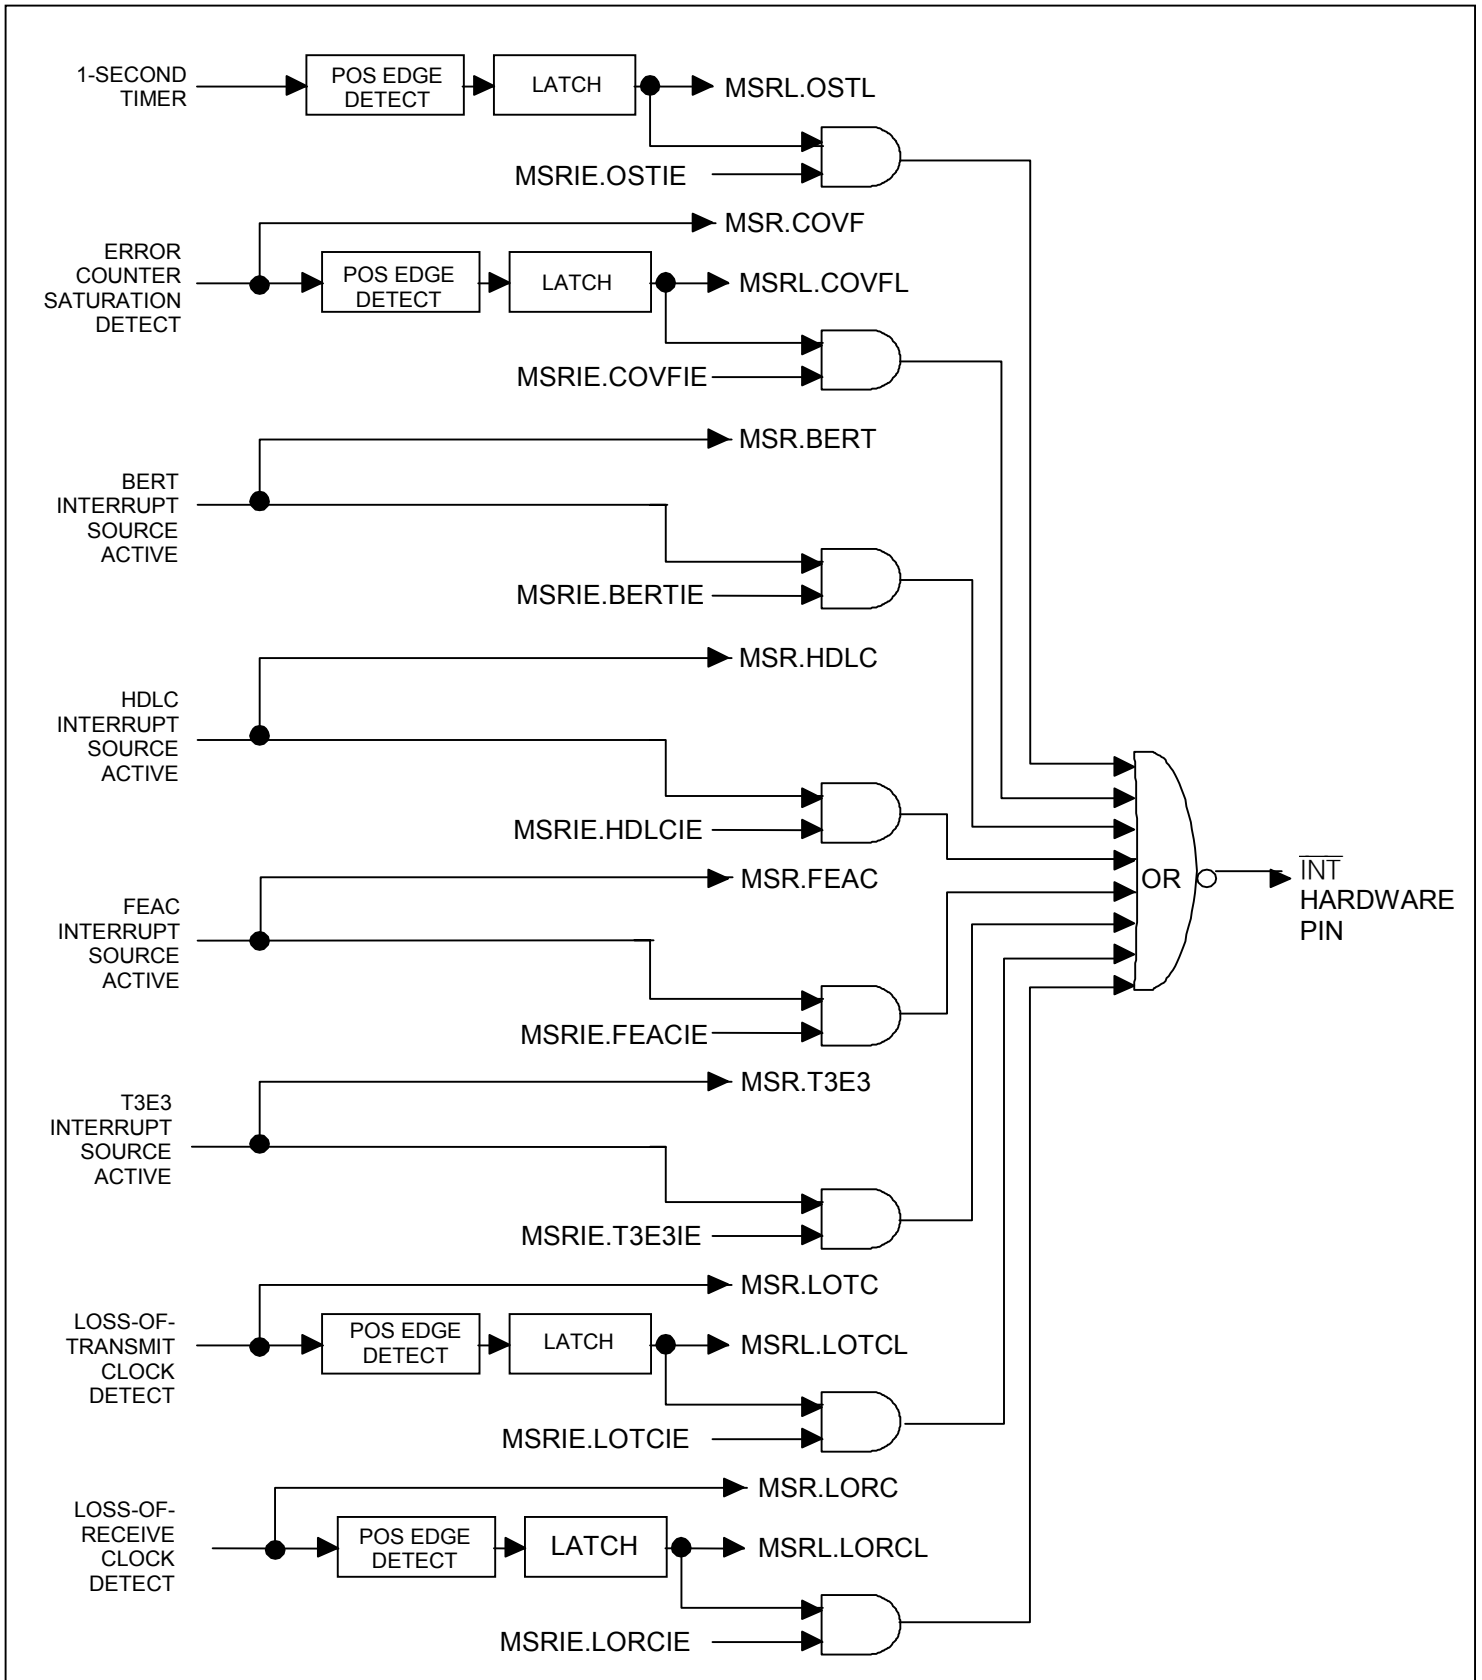 1-SECOND
TIMER
POS EDGE
DETECT
LATCH
MSRL.OSTL
MSRIE.OSTIE
MSR.COVF
ERROR
COUNTER
SATURATION
DETECT
POS EDGE
DETECT
LATCH
MSRL.COVFL
MSRIE.COVFIE
MSR.BERT
BERT
INTERRUPT
SOURCE
ACTIVE
MSRIE.BERTIE
MSR.HDLC
HDLC
INTERRUPT
SOURCE
ACTIVE
MSRIE.HDLCIE
MSR.FEAC
FEAC
INTERRUPT
SOURCE
ACTIVE
MSRIE.FEACIE
OR
INT
HARDWARE
PIN
MSR.T3E3
T3E3
INTERRUPT
SOURCE
ACTIVE
MSRIE.T3E3IE
MSR.LOTC
LOSS-OF-
TRANSMIT
CLOCK
DETECT
POS EDGE
DETECT
LATCH
MSRL.LOTCL
MSRIE.LOTCIE
MSR.LORC
LOSS-OF-
RECEIVE
CLOCK
DETECT
POS EDGE
DETECT
LATCH
MSRL.LORCL
MSRIE.LORCIE